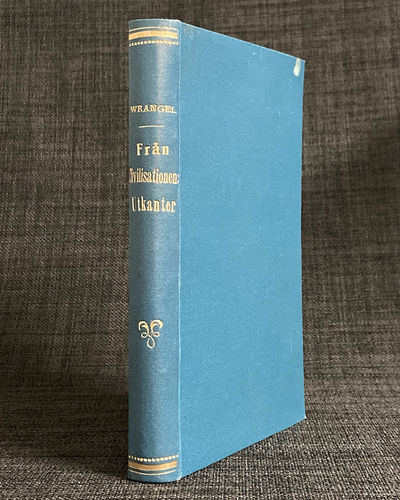 WRANGEL
Från
Civilisationens
Utkanter